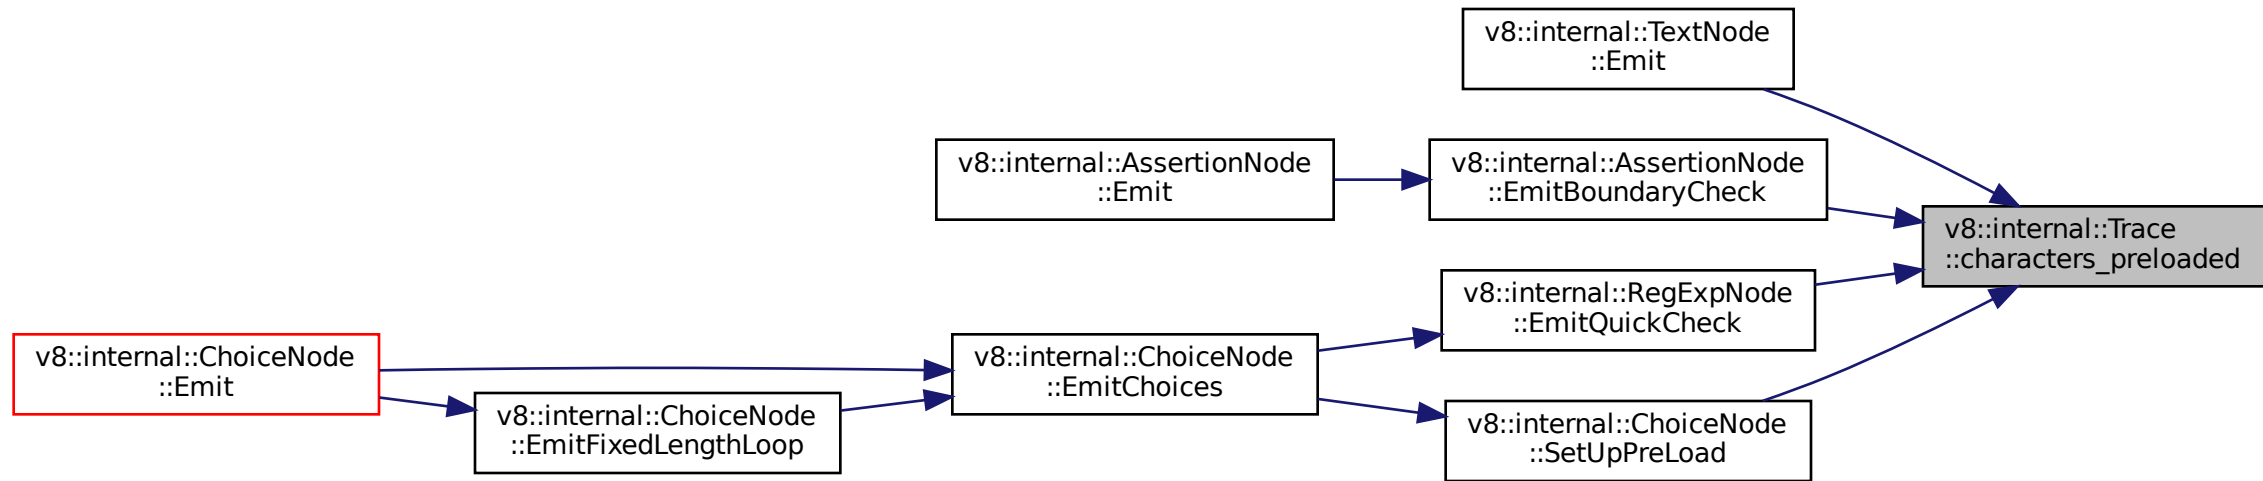 v8::internal::TextNode
::Emit
v8::internal::AssertionNode
::Emit
v8::internal::AssertionNode
::EmitBoundaryCheck
v8::internal::Trace
::characters_preloaded
v8::internal::RegExpNode
::EmitQuickCheck
v8::internal::ChoiceNode
::Emit
v8::internal::ChoiceNode
::EmitChoices
v8::internal::ChoiceNode
::EmitFixedLengthLoop
v8::internal::ChoiceNode
::SetUpPreLoad